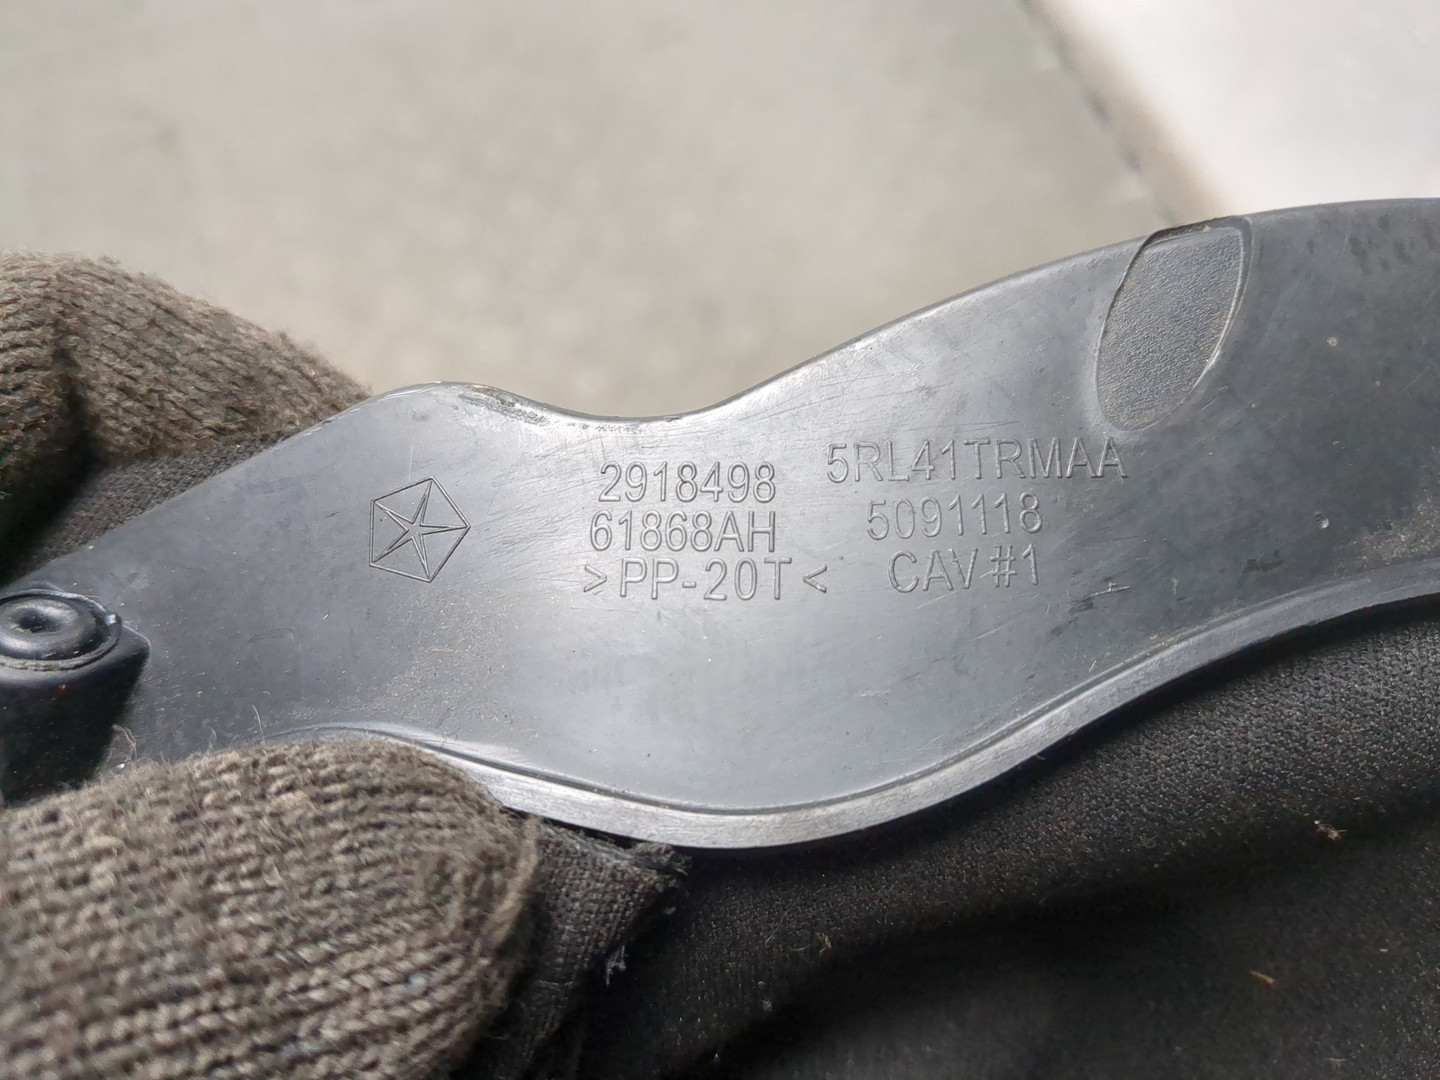 2918498
61868AH
>PP-20T<
5RL41TRMAA
5091118
CAV#1